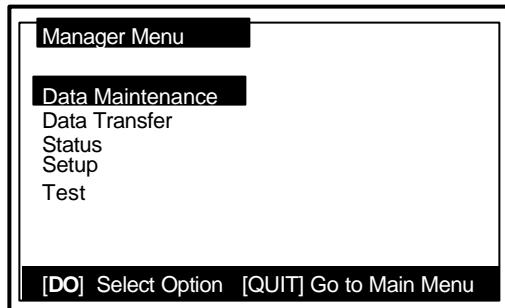 Manager Menu
Data Maintenance
Data Transfer
Status
Setup
Test
[DO] Select Option [QUIT] Go to Main Menu